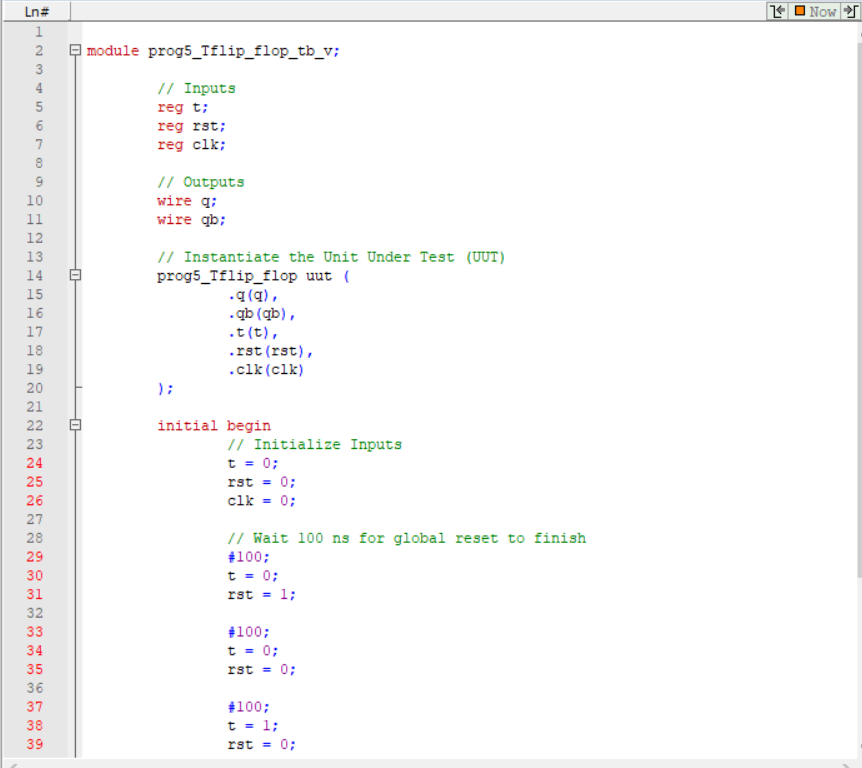 Ln# Now
1
2 module prog5_Tflip_flop_tb_v;
3
4 // Inputs
5 reg t;
6 reg rst;
7 reg clk;
8
9 // Outputs
10 wire q;
11 wire qb;
12
13 // Instantiate the Unit Under Test (UUT)
14 prog5_Tflip_flop uut (
15 .q(q),
16 .qb(qb),
17 .t(t),
18 .rst(rst),
19 .clk(clk)
20 );
21
22 initial begin
23 // Initialize Inputs
24 t = 0;
25 rst = 0;
26 clk = 0;
27
28 // Wait 100 ns for global reset to finish
29 #100;
30 t = 0;
31 rst = 1;
32
33 #100;
34 t = 0;
35 rst = 0;
36
37 #100;
38 t = 1;
39 rst = 0;